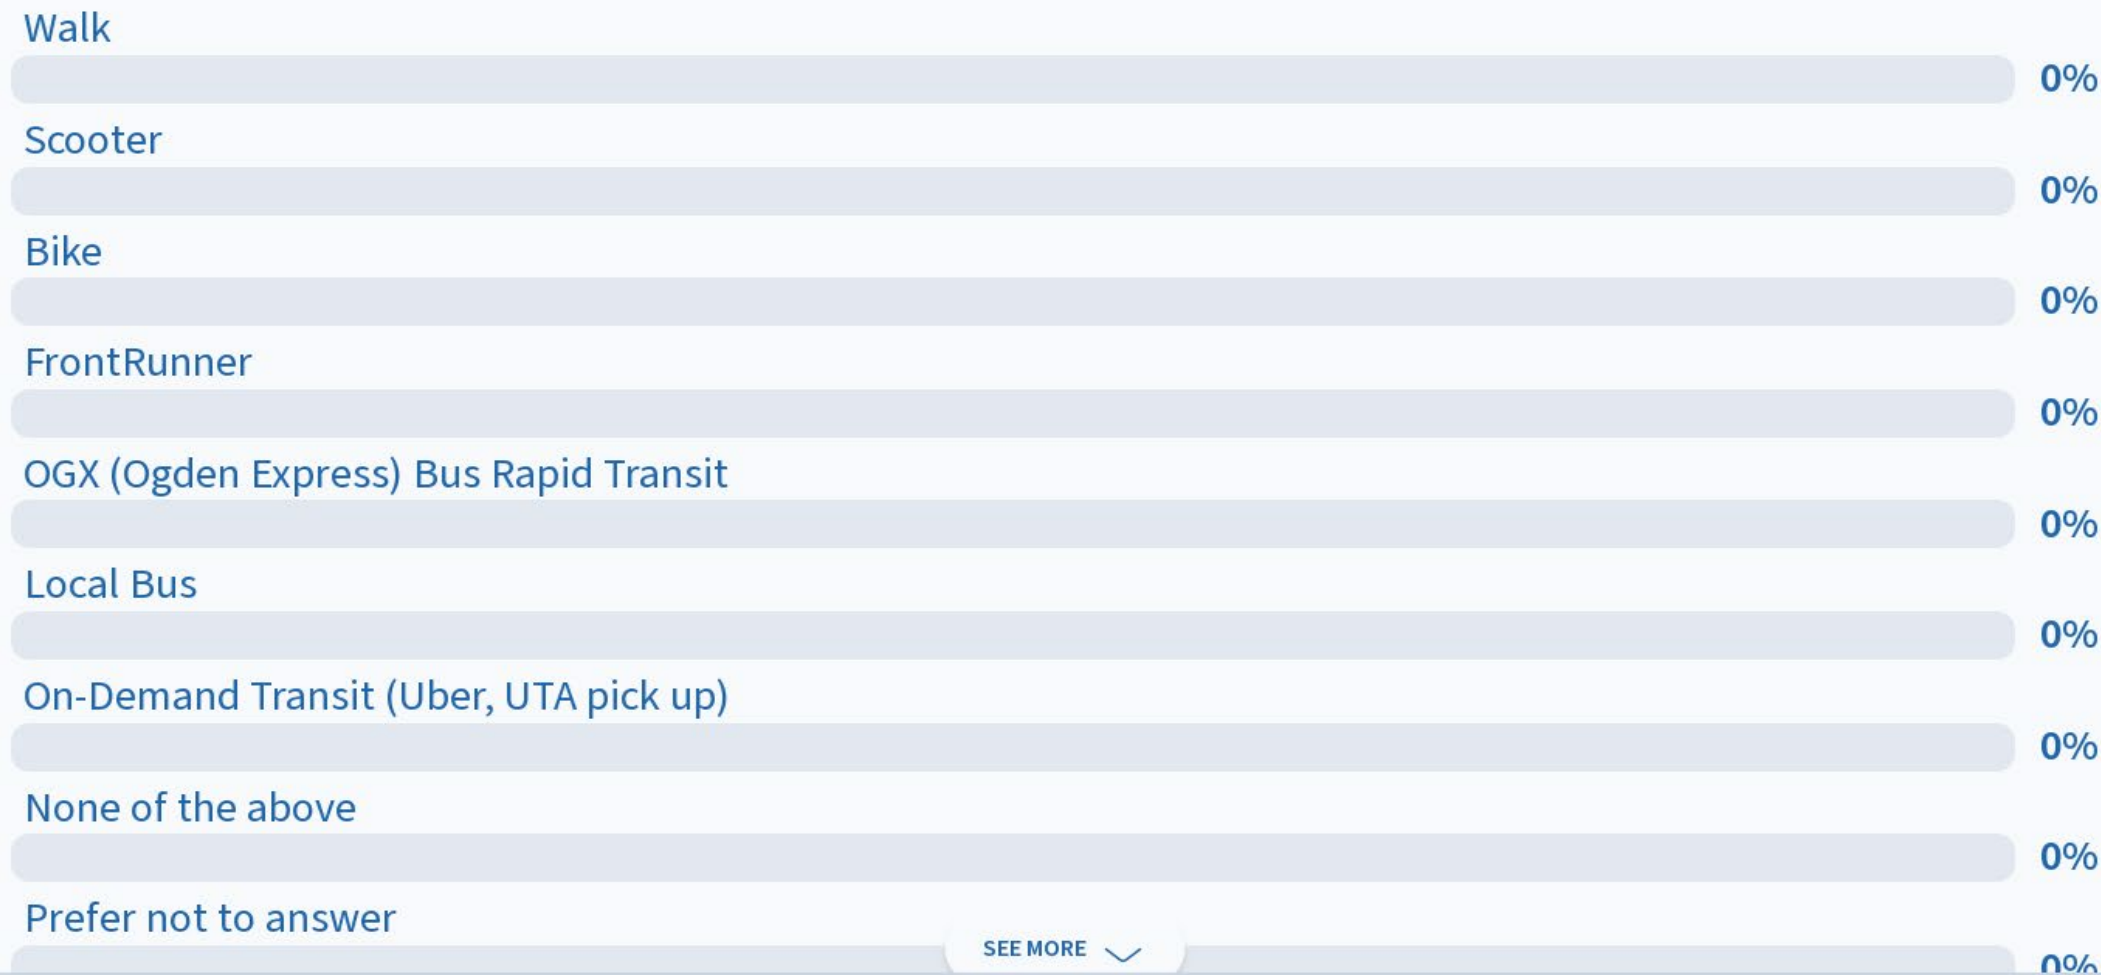 Walk
0%
Scooter
0%
Bike
0%
FrontRunner
0%
OGX (Ogden Express) Bus Rapid Transit
0%
Local Bus
0%
On-Demand Transit (Uber, UTA pick up)
0%
None of the above
0%
Prefer not to answer
SEE MORE
0%